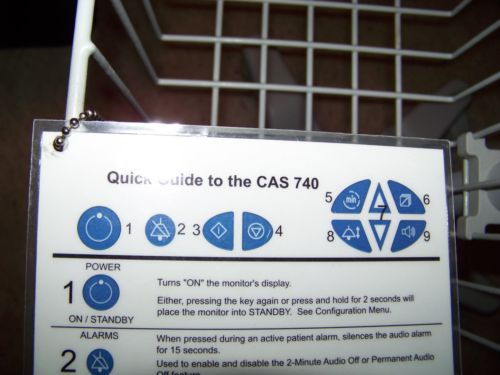 Quick Guide to the CAS 740
5 min 6
7
1 2 3 4 8 9
POWER
1
ON / STANDBY
Turns "ON" the monitor's display.
Either, pressing the key again or press and hold for 2 seconds will
place the monitor into STANDBY. See Configuration Menu.
ALARMS
2
When pressed during an active patient alarm, silences the audio alarm
for 15 seconds.
Used to enable and disable the 2-Minute Audio Off or Permanent Audio
Off feature.